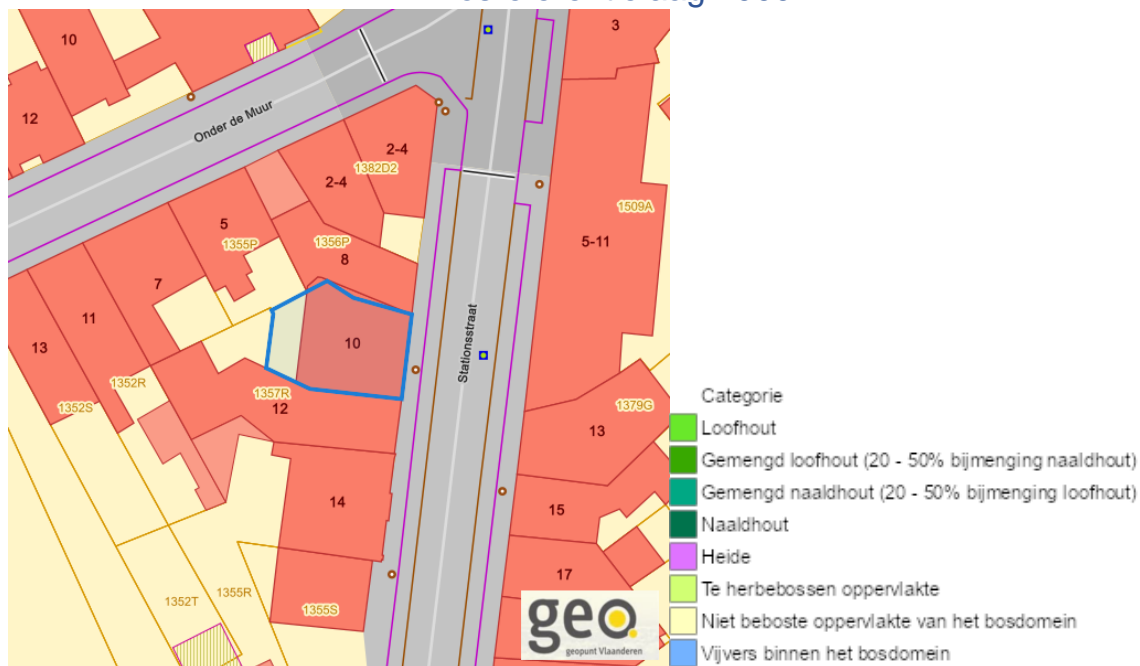 10
3
12
Onder de Muur
2-4
1382D2
2-4
1509A
5
1355P
1356P
5-11
8
7
11
10
Stationsstraat
13
1352R
1357R
1352S
12
1379G
13
14
15
17
1352T
1355R
1355S
geo.
geopunt Vlaanderen
Categorie
Loofhout
Gemengd loofhout (20 - 50% bijmenging naaldhout)
Gemengd naaldhout (20 - 50% bijmenging loofhout)
Naaldhout
Heide
Te herbebossen oppervlakte
Niet beboste oppervlakte van het bosdomein
Vijvers binnen het bosdomein